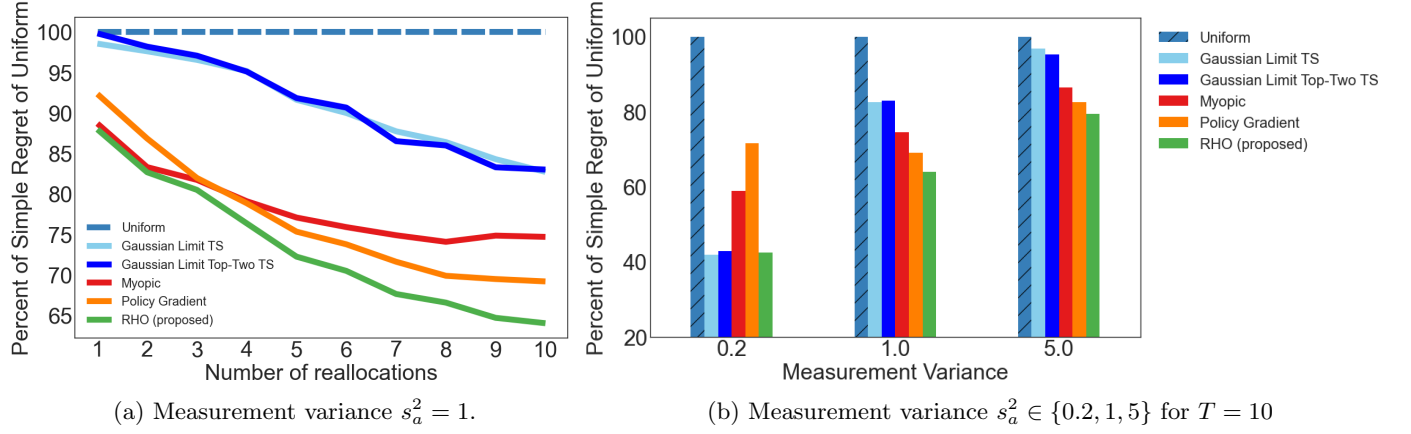 Percent of Simple Regret of Uniform
100
95
90
85
80
75
70
65
Uniform
Gaussian Limit TS
Gaussian Limit Top-Two TS
Myopic
Policy Gradient
RHO (proposed)
1 2 3 4 5 6 7 8 9 10
Number of reallocations
(a) Measurement variance $s_a^2 = 1$.
Percent of Simple Regret of Uniform
100
80
60
40
20
0.2 1.0 5.0
Measurement Variance
Uniform
Gaussian Limit TS
Gaussian Limit Top-Two TS
Myopic
Policy Gradient
RHO (proposed)
(b) Measurement variance $s_a^2 \in \{0.2, 1, 5\}$ for $T = 10$